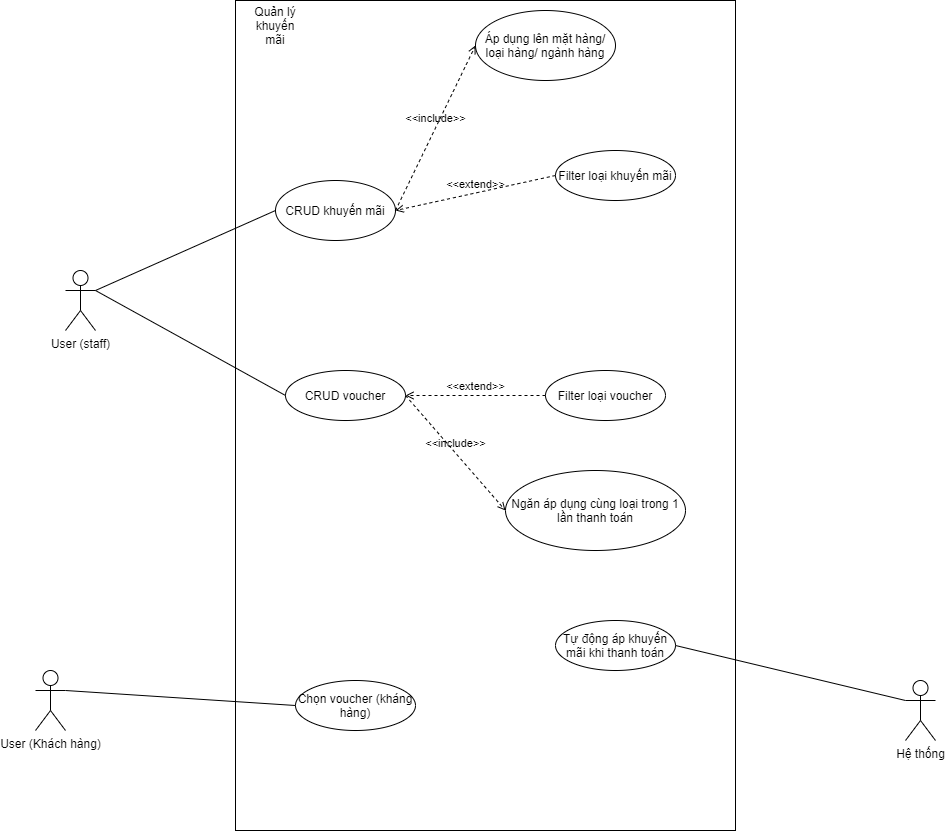 Quản lý
khuyến
mãi
Áp dụng lên mặt hàng/
loại hàng/ ngành hàng
<<include>>
Filter loại khuyến mãi
<<extend>>
CRUD khuyến mãi
User (staff)
CRUD voucher
<<extend>>
Filter loại voucher
<<include>>
Ngăn áp dụng cùng loại trong 1
lần thanh toán
Tự động áp khuyến
mãi khi thanh toán
Chọn voucher (kháng
hàng)
User (Khách hàng)
Hệ thống